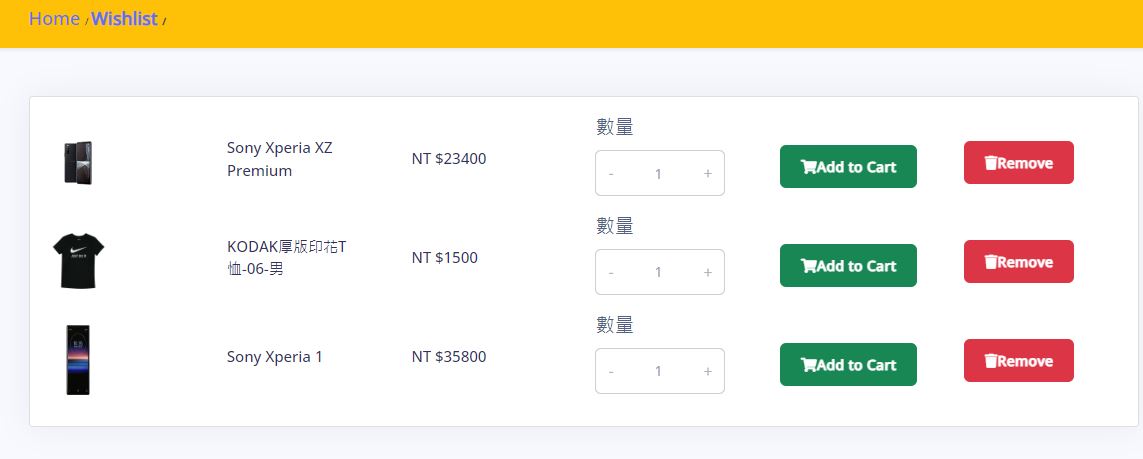 Home / Wishlist /
數量
Sony Xperia XZ
Premium
NT $23400
- 1 +
Add to Cart
Remove
數量
KODAK厚版印花T
恤-06-男
NT $1500
- 1 +
Add to Cart
Remove
數量
Sony Xperia 1
NT $35800
- 1 +
Add to Cart
Remove